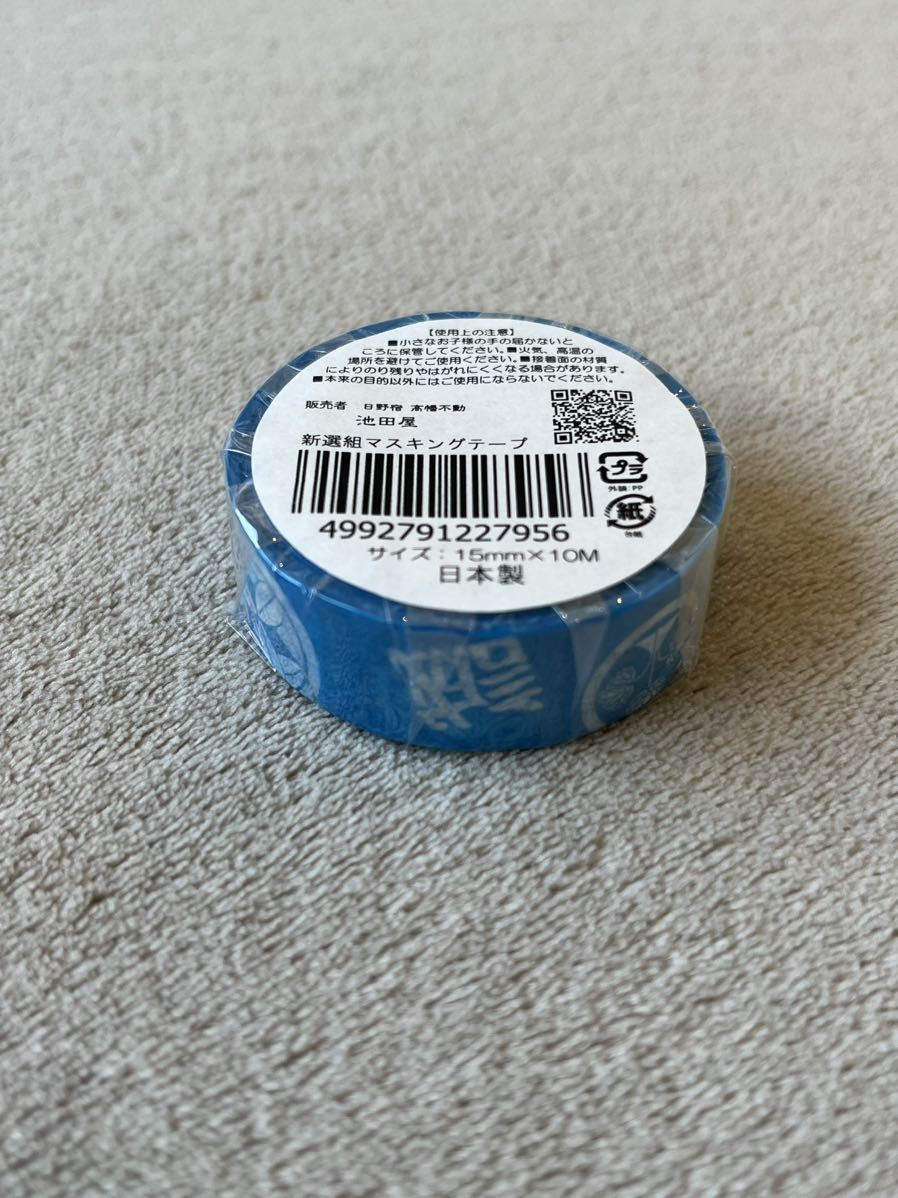 【使用上の注意】
■小さなお子様の手の届かないと
ころに保管してください。■火気、高温の
場所を避けてご使用ください。■接着面の材質
によりのり残りやはがれにくくなる場合があります。
■本来の目的以外にはご使用にならないでください。
販売者 日野宿 高幡不動
池田屋
新選組マスキングテープ
プラ
外装:PP
紙
台紙
4992791227956
サイズ:15mm×10M
日本製